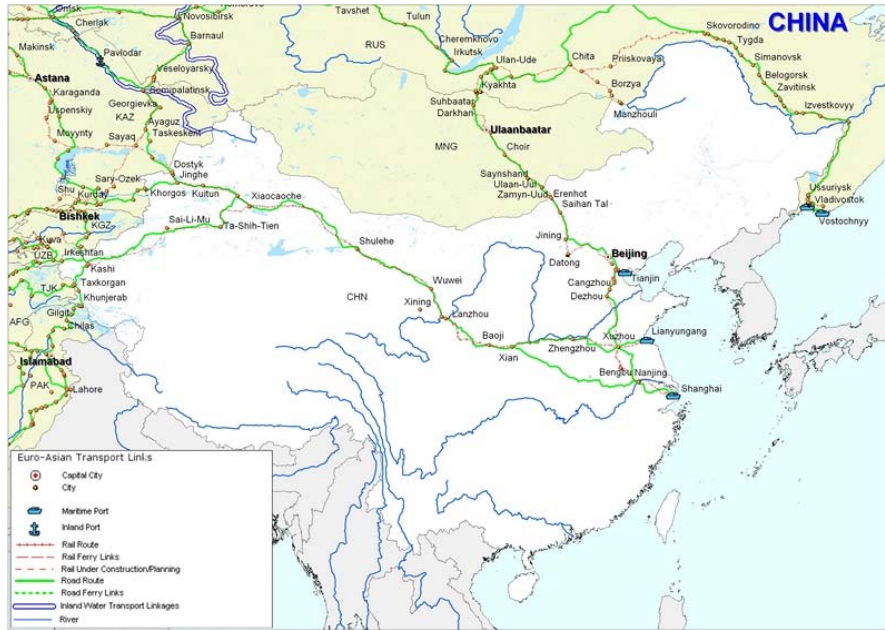 CHINA
Omsk
Cherlak
Novosibirsk
Barnaul
Tavshet
Tulun
Cheremkhovo
Irkutsk
RUS
Ulan-Ude
Kyakhta
Chita
Priiskovaya
Borzya
Manzhouli
Skovorodino
Tygda
Simanovsk
Belogorsk
Zavitinsk
Izvestkovyy
Makinsk
Pavlodar
Astana
Karaganda
Uspenskiy
Moyynty
Veseloyarsky
Semipalatinsk
Georgievka
KAZ
Ayaguz
Taskeskent
Sayaq
Suhbaatar
Darkhan
Ulaanbaatar
MNG
Choir
Saynshand
Ulaan-Uul
Zamyn-Uud
Erenhot
Saihan Tal
Ussuriysk
Vladivostok
Vostochnyy
Dostyk
Jinghe
Sary-Ozek
Shu
Kurday
Khorgos
Kuitun
Xiaocaoche
Bishkek
KGZ
Sai-Li-Mu
Ta-Shih-Tien
Kuva
UZB
Irkeshtan
Kashi
TJK
Taxkorgan
Khunjerab
AFG
Gilgit
Chilas
Islamabad
PAK
Lahore
Shulehe
CHN
Wuwei
Xining
Lanzhou
Baoji
Xian
Zhengzhou
Jining
Datong
Beijing
Tianjin
Cangzhou
Dezhou
Xuzhou
Lianyungang
Bengbu
Nanjing
Shanghai
Euro-Asian Transport Links
Capital City
City
Maritime Port
Inland Port
Rail Route
Rail Ferry Links
Rail Under Construction/Planning
Road Route
Road Ferry Links
Inland Water Transport Linkages
River